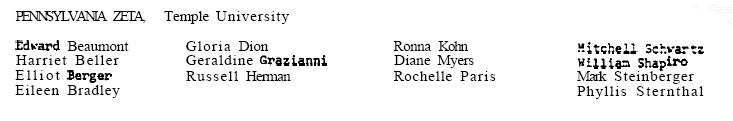 PENNSYLVANIA ZETA, Temple University
Edward Beaumont
Harriet Beller
Elliot Berger
Eileen Bradley
Gloria Dion
Geraldine Grazianni
Russell Herman
Ronna Kohn
Diane Myers
Rochelle Paris
Mitchell Schwartz
William Shapiro
Mark Steinberger
Phyllis Sternthal